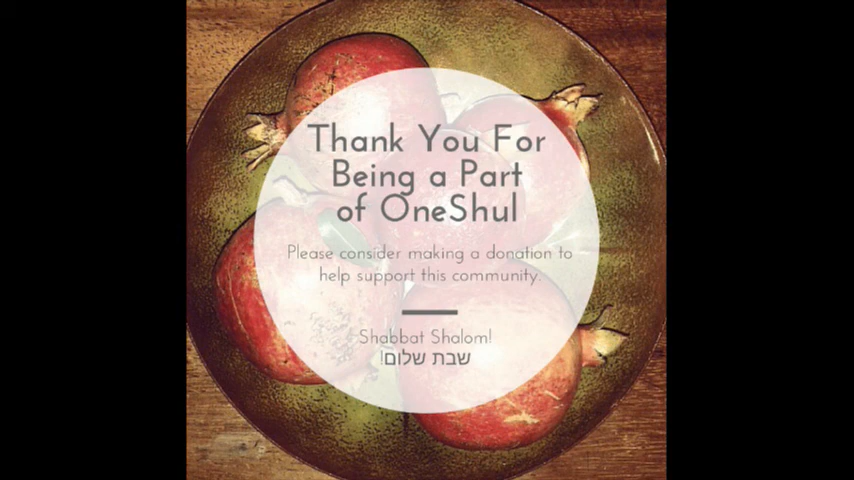 Thank You For
Being a Part
of OneShul
Please consider making a donation to
help support this community.
Shabbat Shalom!
שבת שלום!